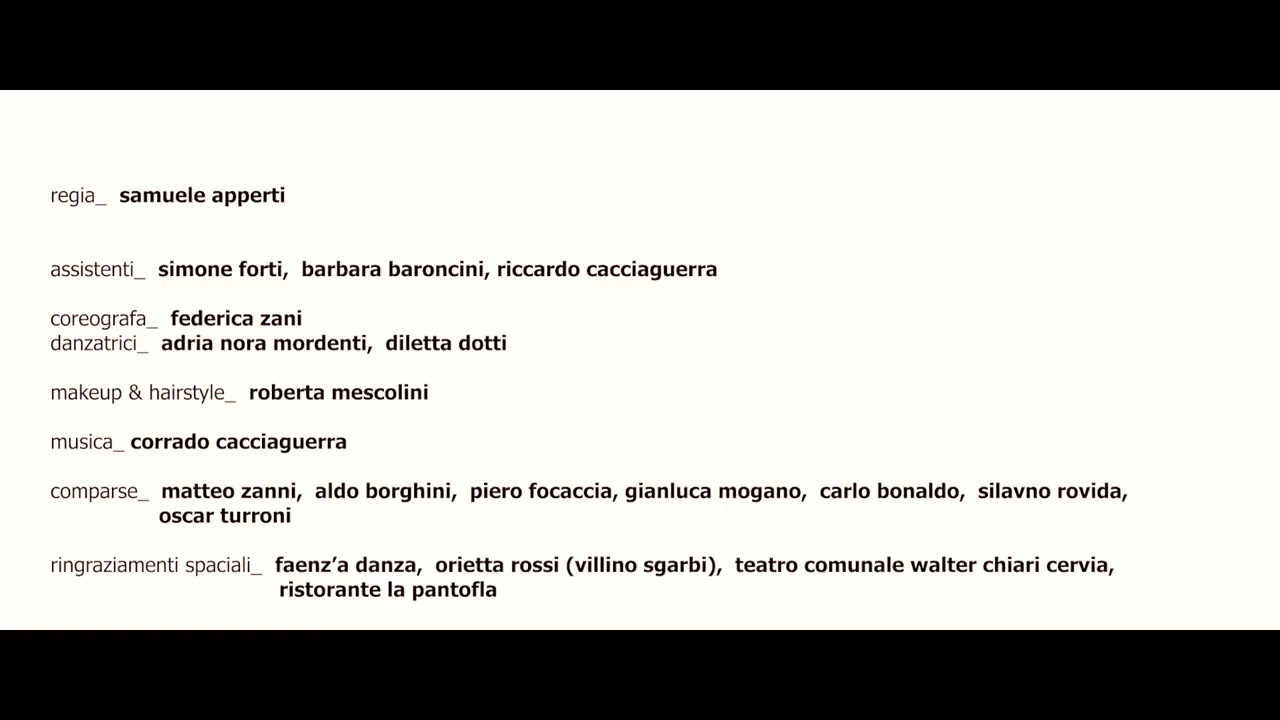 regia_ samuele apperti
assistenti_ simone forti, barbara baroncini, riccardo cacciaguerra
coreografa_ federica zani
danzatrici_ adria nora mordenti, diletta dotti
makeup & hairstyle_ roberta mescolini
musica_ corrado cacciaguerra
comparse_ matteo zanni, aldo borghini, piero focaccia, gianluca mogano, carlo bonaldo, silavno rovida,
oscar turroni
ringraziamenti spaciali_ faenz’a danza, orietta rossi (villino sgarbi), teatro comunale walter chiari cervia,
ristorante la pantofla